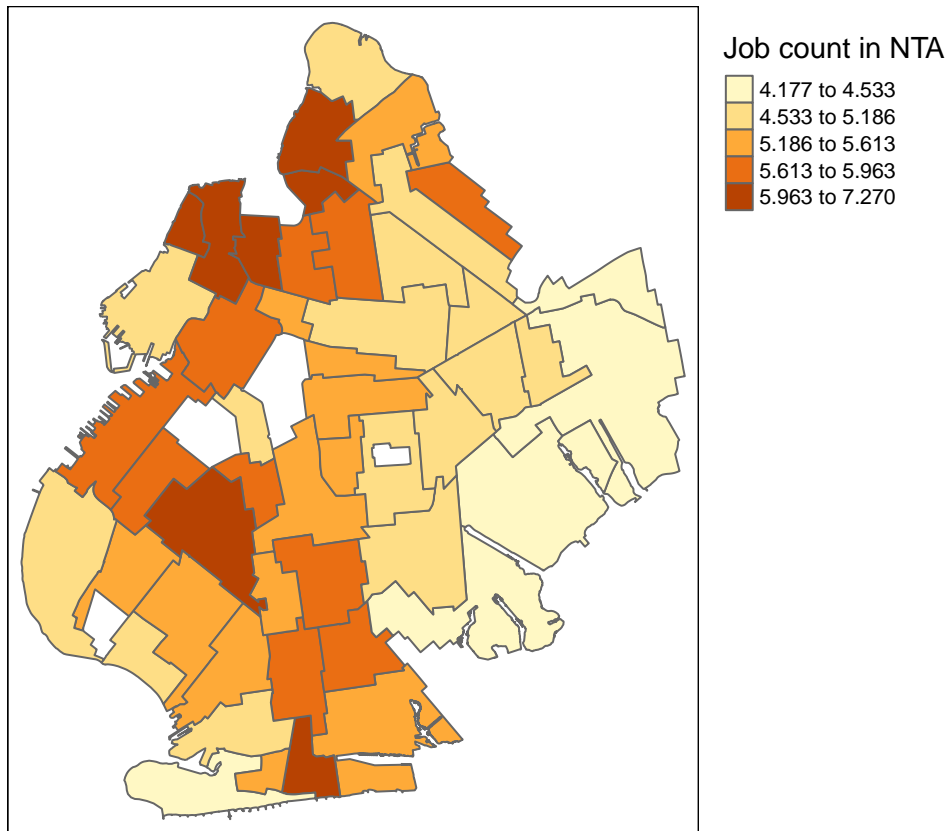 Job count in NTA
4.177 to 4.533
4.533 to 5.186
5.186 to 5.613
5.613 to 5.963
5.963 to 7.270